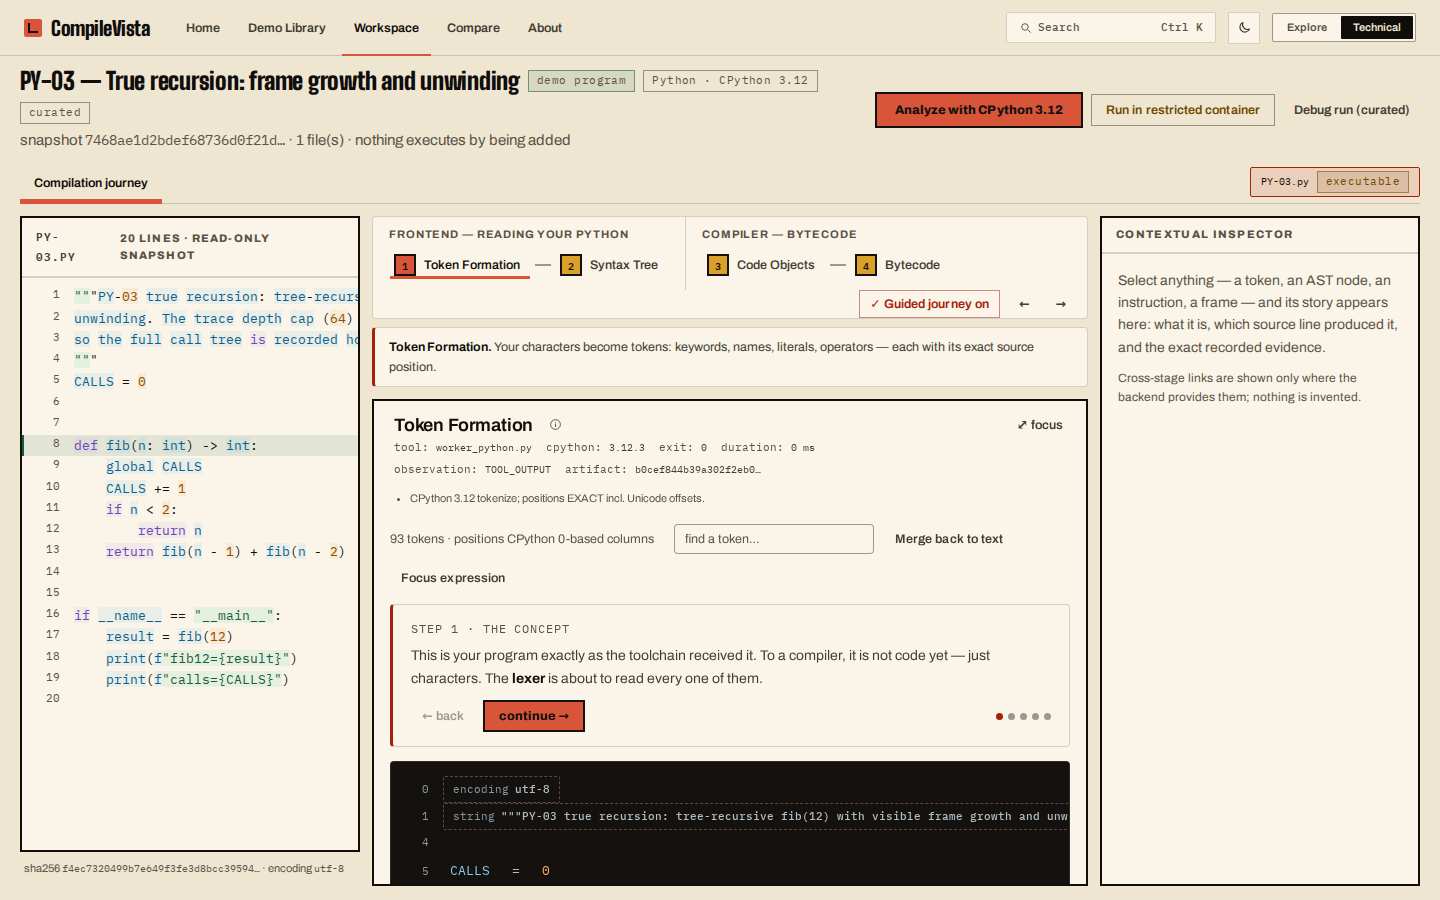 CompileVista Home Demo Library Workspace Compare About Search Ctrl K Explore Technical
PY-03 — True recursion: frame growth and unwinding demo program Python · CPython 3.12
curated
snapshot 7468ae1d2bdef68736d0f21d… · 1 file(s) · nothing executes by being added
Analyze with CPython 3.12 Run in restricted container Debug run (curated)
Compilation journey
PY-03.py executable
PY-
03.PY
20 LINES · READ-ONLY
SNAPSHOT
1 """PY-03 true recursion: tree-recurs
2 unwinding. The trace depth cap (64)
3 so the full call tree is recorded ho
4 """
5 CALLS = 0
6
7
8 def fib(n: int) -> int:
9 global CALLS
10 CALLS += 1
11 if n < 2:
12 return n
13 return fib(n - 1) + fib(n - 2)
14
15
16 if __name__ == "__main__":
17 result = fib(12)
18 print(f"fib12={result}")
19 print(f"calls={CALLS}")
20
sha256 f4ec7320499b7e649f3fe3d8bcc39594… · encoding utf-8
FRONTEND — READING YOUR PYTHON
1 Token Formation — 2 Syntax Tree
COMPILER — BYTECODE
3 Code Objects — 4 Bytecode
✓ Guided journey on ← →
Token Formation. Your characters become tokens: keywords, names, literals, operators — each with its exact source
position.
Token Formation ⤢ focus
tool: worker_python.py cpython: 3.12.3 exit: 0 duration: 0 ms
observation: TOOL_OUTPUT artifact: b0cef844b39a302f2eb0…
• CPython 3.12 tokenize; positions EXACT incl. Unicode offsets.
93 tokens · positions CPython 0-based columns find a token… Merge back to text
Focus expression
STEP 1 · THE CONCEPT
This is your program exactly as the toolchain received it. To a compiler, it is not code yet — just
characters. The lexer is about to read every one of them.
← back continue →
0 encoding utf-8
1 string """PY-03 true recursion: tree-recursive fib(12) with visible frame growth and unw
4
5 CALLS = 0
CONTEXTUAL INSPECTOR
Select anything — a token, an AST node, an
instruction, a frame — and its story appears
here: what it is, which source line produced it,
and the exact recorded evidence.
Cross-stage links are shown only where the
backend provides them; nothing is invented.